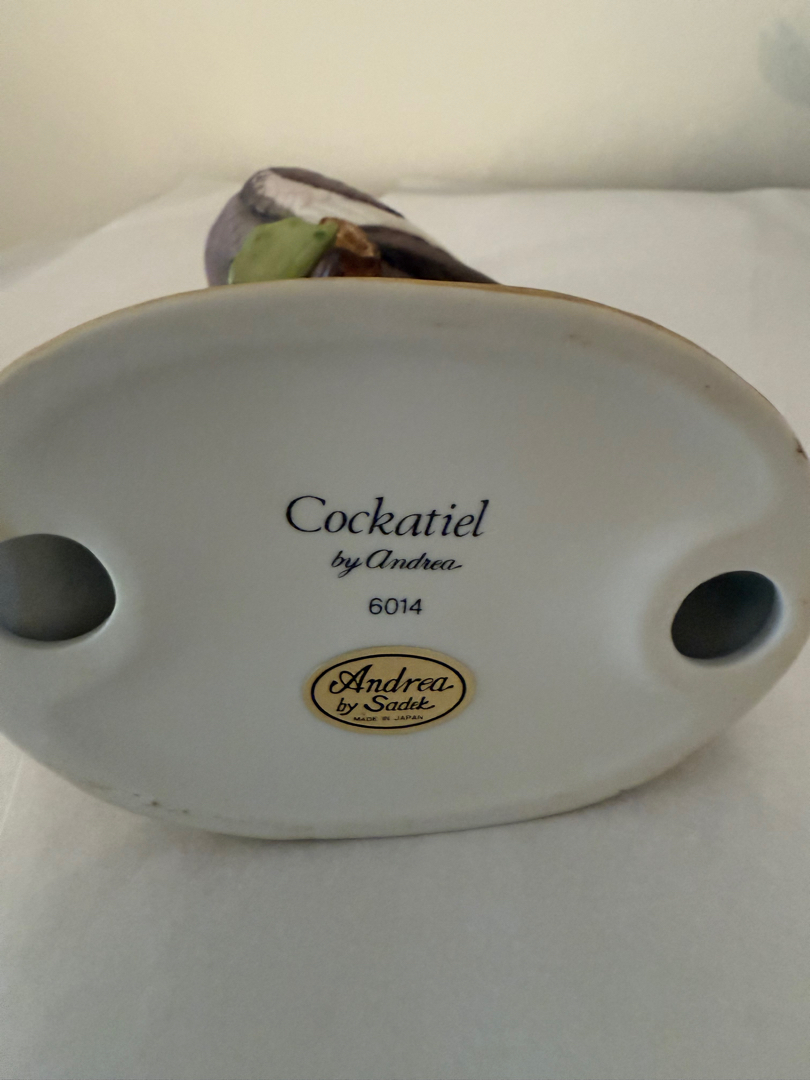 Cockatiel
by Andrea
6014
Andrea
by Sadek
MADE IN JAPAN